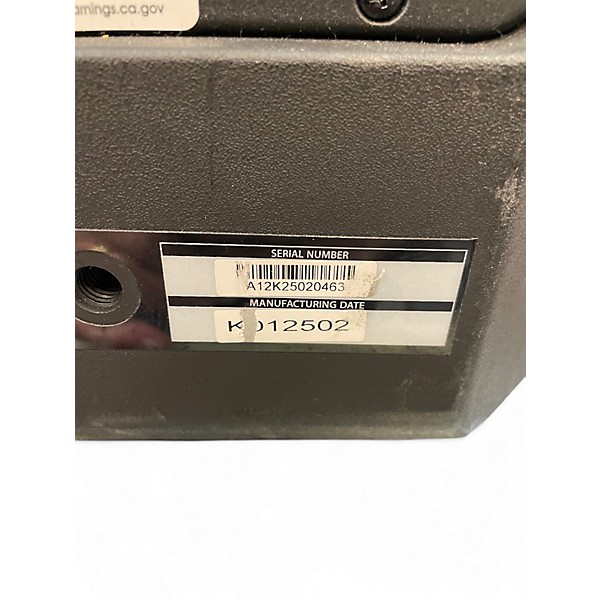 arnings.ca.gov
SERIAL NUMBER
A12K25020463
MANUFACTURING DATE
K012502